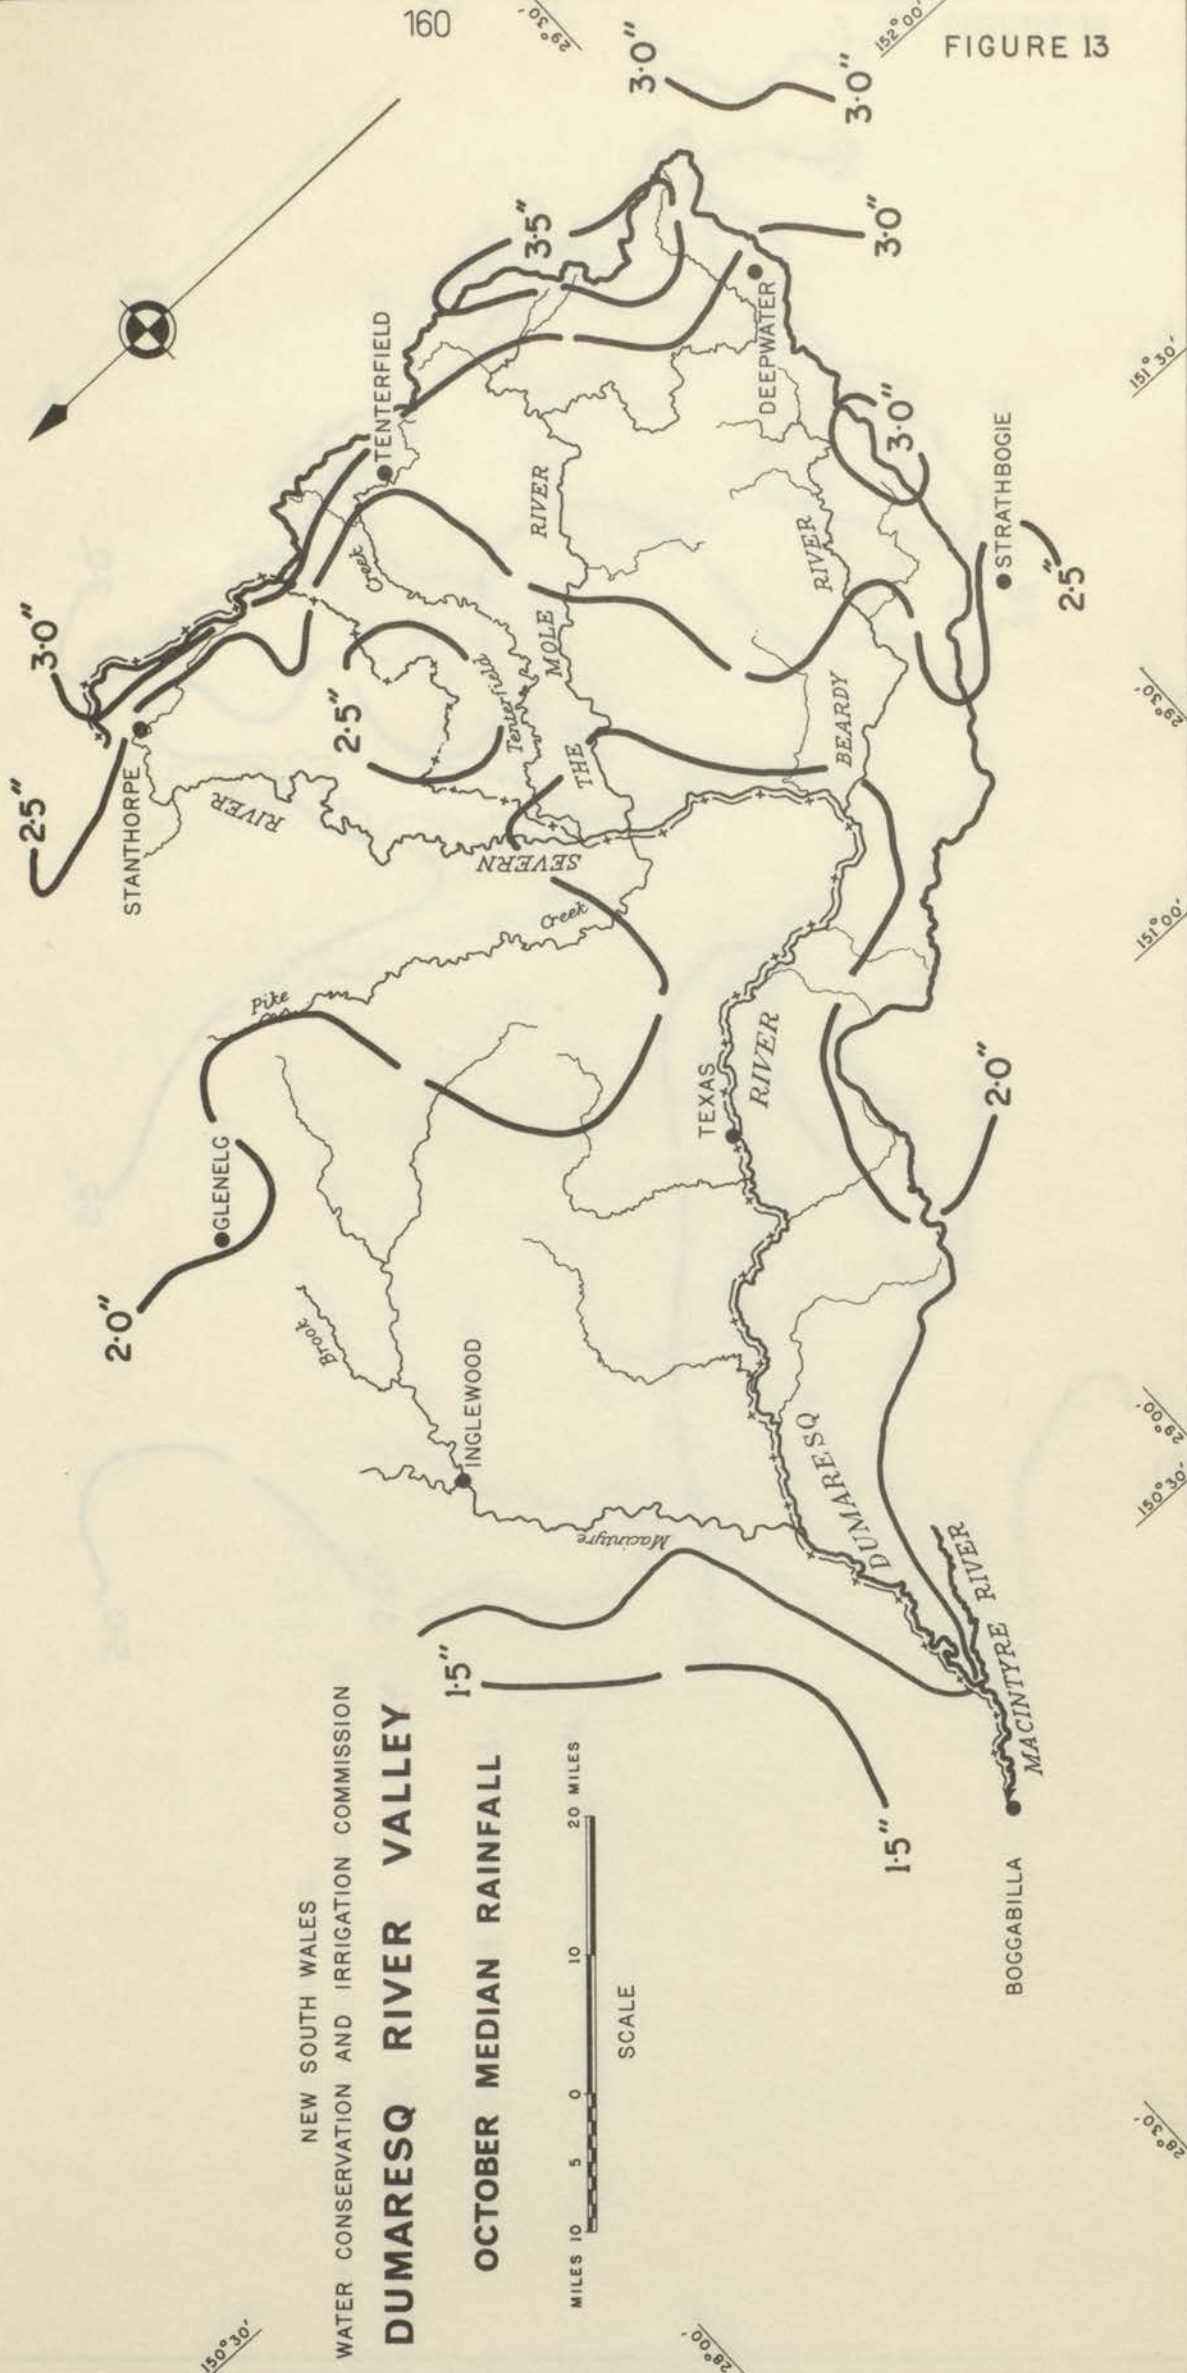 160
FIGURE 13
NEW SOUTH WALES
WATER CONSERVATION AND IRRIGATION COMMISSION
DUMARESQ RIVER VALLEY
OCTOBER MEDIAN RAINFALL
MILES 10 5 0 10 20 MILES
SCALE
150°30'
28°00'
28°30'
29°00'
150°30'
151°00'
29°30'
151°30'
152°00'
29°30'
3·0"
3·0"
3·0"
3·5"
3·0"
3·0"
2·5"
2·5"
2·5"
2·0"
2·0"
1·5"
1·5"
STANTHORPE
TENTERFIELD
DEEPWATER
STRATHBOGIE
GLENELG
TEXAS
INGLEWOOD
BOGGABILLA
SEVERN
RIVER
Pike
Creek
Tenterfield
Creek
THE
MOLE
RIVER
BEARDY
RIVER
DUMARESQ
RIVER
Macintyre
Brook
MACINTYRE RIVER